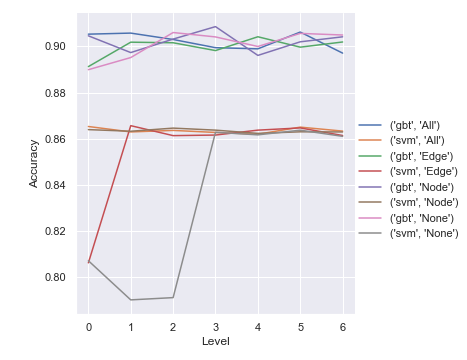 0.90
0.88
0.86
0.84
0.82
0.80
Accuracy
0 1 2 3 4 5 6
Level
('gbt', 'All')
('svm', 'All')
('gbt', 'Edge')
('svm', 'Edge')
('gbt', 'Node')
('svm', 'Node')
('gbt', 'None')
('svm', 'None')